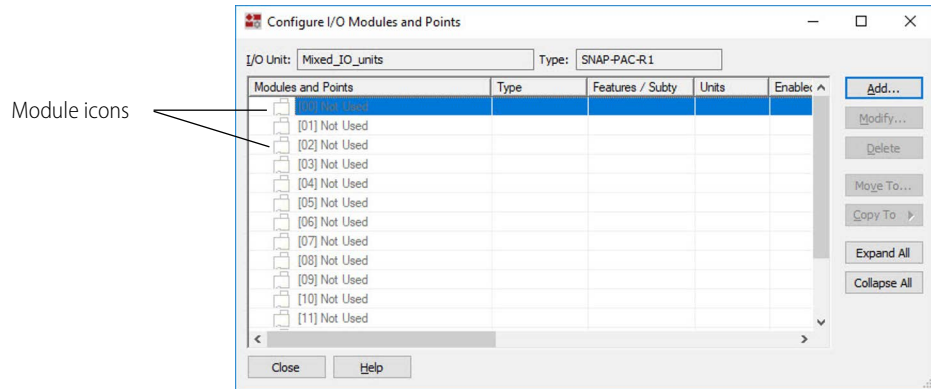 Configure I/O Modules and Points
I/O Unit: Mixed_IO_units Type: SNAP-PAC-R1
Modules and Points Type Features / Subty Units Enabled
[00] Not Used
[01] Not Used
[02] Not Used
[03] Not Used
[04] Not Used
[05] Not Used
[06] Not Used
[07] Not Used
[08] Not Used
[09] Not Used
[10] Not Used
[11] Not Used
Add...
Modify...
Delete
Move To...
Copy To
Expand All
Collapse All
Close Help
Module icons